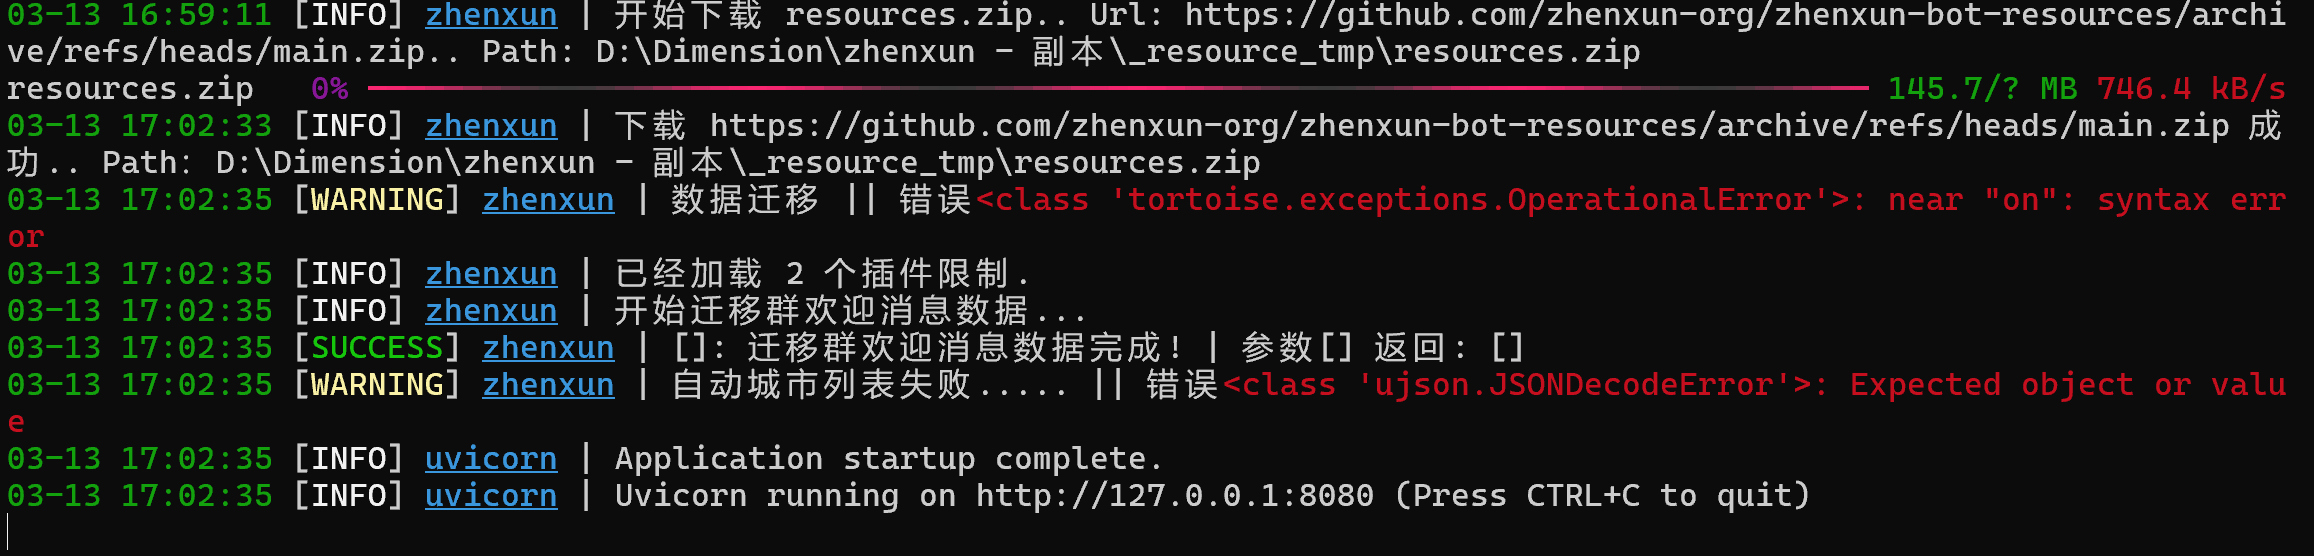 03-13 16:59:11 [INFO] zhenxun | 开始下载 resources.zip.. Url: https://github.com/zhenxun-org/zhenxun-bot-resources/archi
ve/refs/heads/main.zip.. Path: D:\Dimension\zhenxun - 副本\_resource_tmp\resources.zip
resources.zip 0% 145.7/? MB 746.4 kB/s
03-13 17:02:33 [INFO] zhenxun | 下载 https://github.com/zhenxun-org/zhenxun-bot-resources/archive/refs/heads/main.zip 成
功.. Path: D:\Dimension\zhenxun - 副本\_resource_tmp\resources.zip
03-13 17:02:35 [WARNING] zhenxun | 数据迁移 || 错误<class 'tortoise.exceptions.OperationalError'>: near "on": syntax err
or
03-13 17:02:35 [INFO] zhenxun | 已经加载 2 个插件限制.
03-13 17:02:35 [INFO] zhenxun | 开始迁移群欢迎消息数据...
03-13 17:02:35 [SUCCESS] zhenxun | []: 迁移群欢迎消息数据完成! | 参数[] 返回: []
03-13 17:02:35 [WARNING] zhenxun | 自动城市列表失败..... || 错误<class 'ujson.JSONDecodeError'>: Expected object or valu
e
03-13 17:02:35 [INFO] uvicorn | Application startup complete.
03-13 17:02:35 [INFO] uvicorn | Uvicorn running on http://127.0.0.1:8080 (Press CTRL+C to quit)